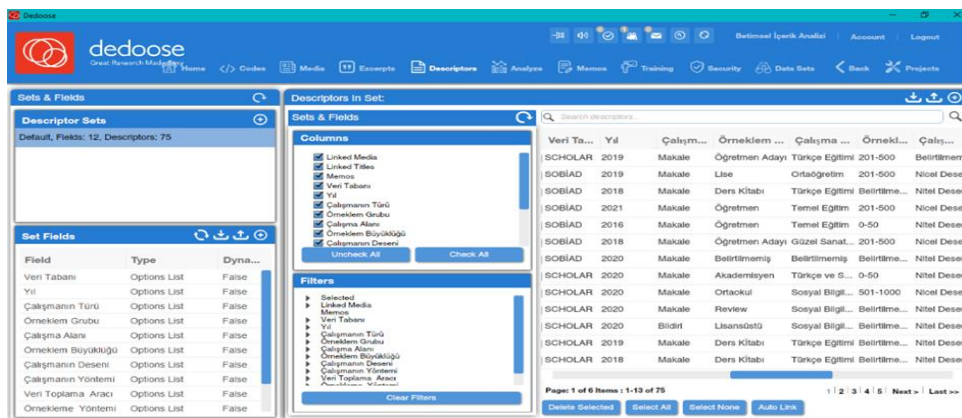 Dedoose
dedoose
Great Research Made
Betimsel İçerik Analizi Account Logout
Home </> Codes Media Excerpts Descriptors Analyze Memos Training Security Data Sets Back Projects
Sets & Fields
Descriptor Sets
Default, Fields: 12, Descriptors: 75
Set Fields
Field Type Dyna...
Veri Tabanı Options List False
Yıl Options List False
Çalışmanın Türü Options List False
Örneklem Grubu Options List False
Çalışma Alanı Options List False
Örneklem Büyüklüğü Options List False
Çalışmanın Deseni Options List False
Çalışmanın Yöntemi Options List False
Veri Toplama Aracı Options List False
Örnekleme Yöntemi Options List False
Descriptors In Set:
Sets & Fields
Columns
Linked Media
Linked Titles
Memos
Veri Tabanı
Yıl
Çalışmanın Türü
Örneklem Grubu
Çalışma Alanı
Örneklem Büyüklüğü
Çalışmanın Deseni
Uncheck All Check All
Filters
Selected
Linked Media
Memos
Veri Tabanı
Yıl
Çalışmanın Türü
Örneklem Grubu
Çalışma Alanı
Örneklem Büyüklüğü
Çalışmanın Deseni
Çalışmanın Yöntemi
Veri Toplama Aracı
Örnekleme Yöntemi
Clear Filters
Search descriptors...
Veri Ta... Yıl Çalışm... Örneklem ... Çalışma ... Örnekl... Çalış...
SCHOLAR 2019 Makale Öğretmen Adayı Türkçe Eğitimi 201-500 Belirtilmem
SOBİAD 2019 Makale Lise Ortaöğretim 201-500 Nicel Dese
SOBİAD 2018 Makale Ders Kitabı Türkçe Eğitimi Belirtilme... Nitel Dese
SOBİAD 2021 Makale Öğretmen Temel Eğitim 201-500 Nicel Dese
SOBİAD 2016 Makale Öğretmen Temel Eğitim 0-50 Nitel Dese
SOBİAD 2018 Makale Öğretmen Adayı Güzel Sanat... 201-500 Nicel Dese
SOBİAD 2020 Makale Belirtilmemiş Belirtilmemiş Belirtilme... Nitel Dese
SCHOLAR 2020 Makale Akademisyen Türkçe ve S... 0-50 Nitel Dese
SCHOLAR 2020 Makale Ortaokul Sosyal Bilgil... 501-1000 Nicel Dese
SCHOLAR 2020 Makale Review Sosyal Bilgil... Belirtilme... Nitel Dese
SCHOLAR 2020 Bildiri Lisansüstü Sosyal Bilgil... Belirtilme... Nitel Dese
SCHOLAR 2019 Makale Ders Kitabı Türkçe Eğitimi Belirtilme... Nitel Dese
SCHOLAR 2018 Makale Ders Kitabı Türkçe Eğitimi Belirtilme... Nitel Dese
Page: 1 of 6 Items : 1-13 of 75 1 2 3 4 5 Next > Last >>
Delete Selected Select All Select None Auto Link